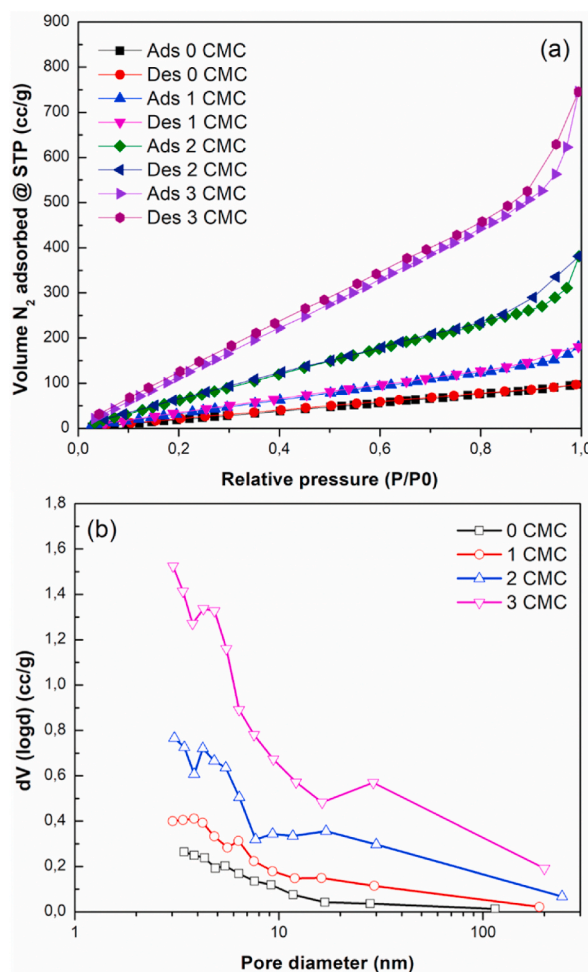 (a)
Ads 0 CMC
Des 0 CMC
Ads 1 CMC
Des 1 CMC
Ads 2 CMC
Des 2 CMC
Ads 3 CMC
Des 3 CMC
Volume N₂ adsorbed @ STP (cc/g)
900
800
700
600
500
400
300
200
100
0
0,0
0,2
0,4
0,6
0,8
1,0
Relative pressure (P/P0)
(b)
0 CMC
1 CMC
2 CMC
3 CMC
dV (logd) (cc/g)
1,8
1,6
1,4
1,2
1,0
0,8
0,6
0,4
0,2
0,0
1
10
100
Pore diameter (nm)